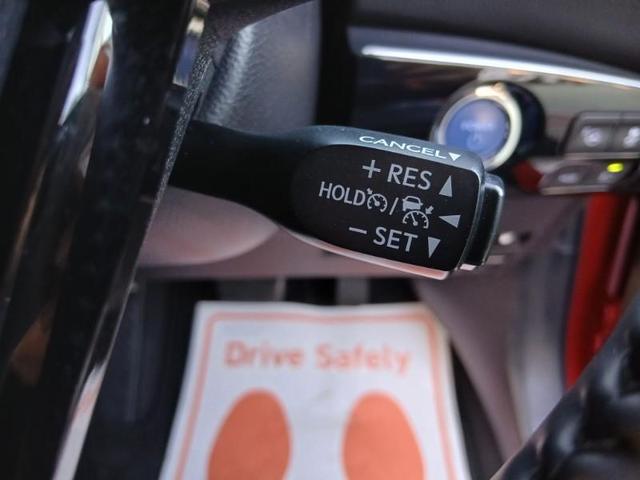 CANCEL▼
+ RES ▲
HOLD / ◀
− SET ▼
Drive Safely